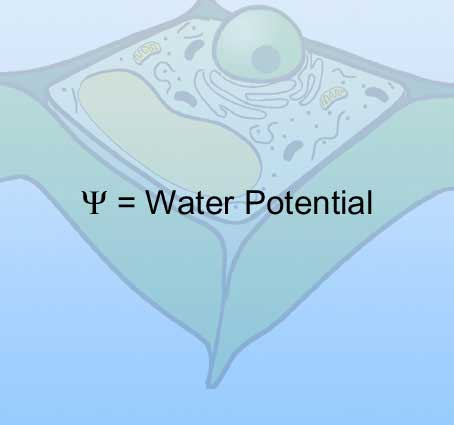 Ψ = Water Potential